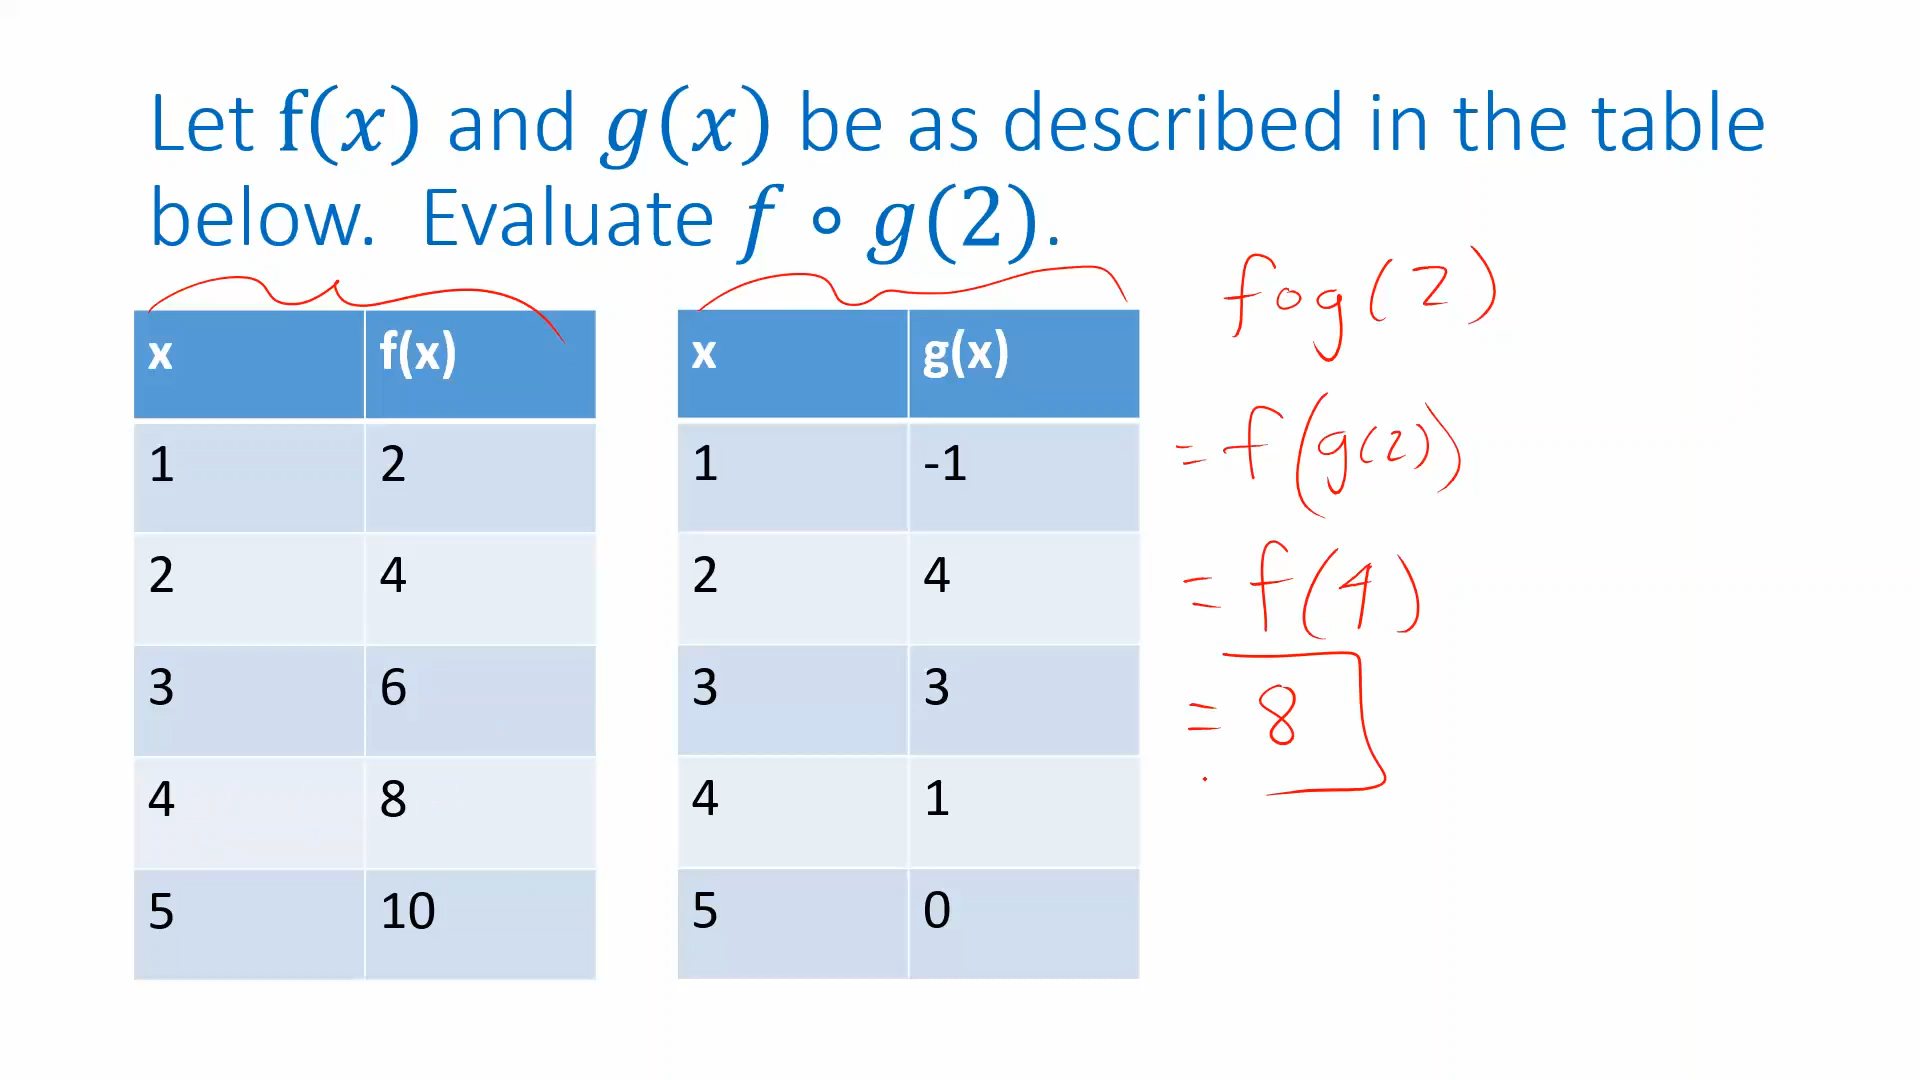 Let f(x) and g(x) be as described in the table
below. Evaluate f ∘ g(2).
x f(x)
1 2
2 4
3 6
4 8
5 10
x g(x)
1 -1
2 4
3 3
4 1
5 0
fog(2)
= f(g(2))
= f(4)
= 8